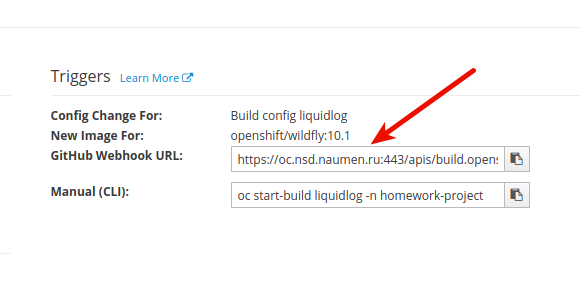 Triggers Learn More
Config Change For: Build config liquidlog
New Image For: openshift/wildfly:10.1
GitHub Webhook URL: https://oc.nsd.naumen.ru:443/apis/build.opens
Manual (CLI): oc start-build liquidlog -n homework-project